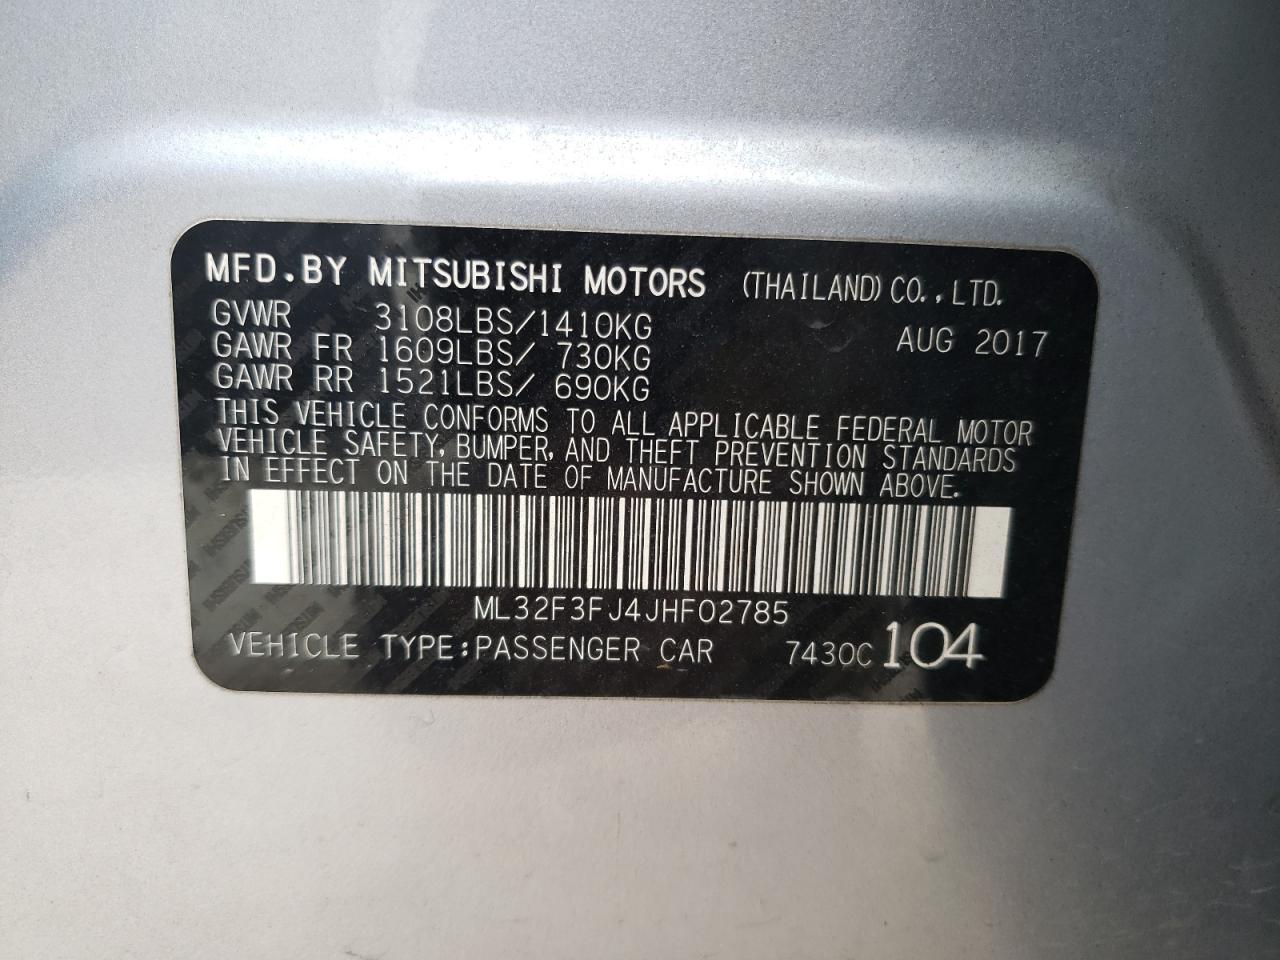 MFD.BY MITSUBISHI MOTORS (THAILAND) CO., LTD.
GVWR 3108LBS/1410KG AUG 2017
GAWR FR 1609LBS/ 730KG
GAWR RR 1521LBS/ 690KG
THIS VEHICLE CONFORMS TO ALL APPLICABLE FEDERAL MOTOR
VEHICLE SAFETY, BUMPER, AND THEFT PREVENTION STANDARDS
IN EFFECT ON THE DATE OF MANUFACTURE SHOWN ABOVE.
ML32F3FJ4JHF02785
VEHICLE TYPE:PASSENGER CAR 7430C 104